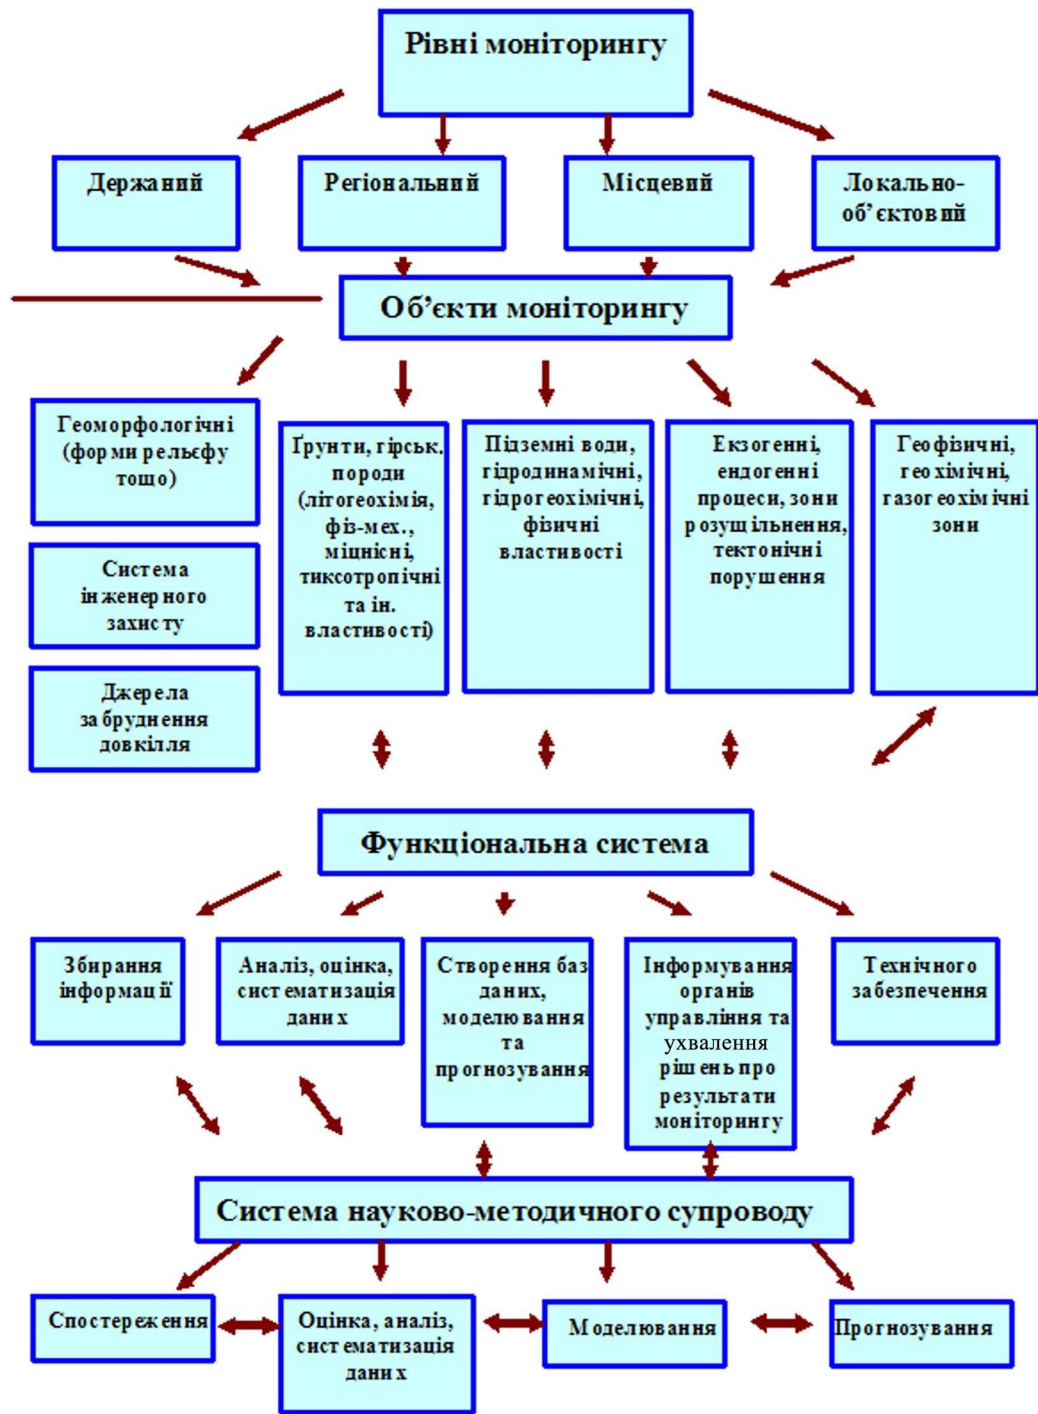 Рівні моніторингу
Держаний
Регіональний
Місцевий
Локально-
об’єктовий
Об’єкти моніторингу
Геоморфологічні
(форми рельєфу
тощо)
Система
інженерного
захисту
Джерела
забруднення
довкілля
Ґрунти, гірськ.
породи
(літогеохімія,
фіз-мех.,
міцнісні,
тиксотропічні
та ін.
властивості)
Підземні води,
гідродинамічні,
гідрогеохімічні,
фізичні
властивості
Екзогенні,
ендогенні
процеси, зони
розущільнення,
тектонічні
порушення
Геофізичні,
геохімічні,
газогеохімічні
зони
Функціональна система
Збирання
інформації
Аналіз, оцінка,
систематизація
даних
Створення баз
даних,
моделювання
та
прогнозування
Інформування
органів
управління та
ухвалення
рішень про
результати
моніторингу
Технічного
забезпечення
Система науково-методичного супроводу
Спостереження
Оцінка, аналіз,
систематизація
даних
Моделювання
Прогнозування